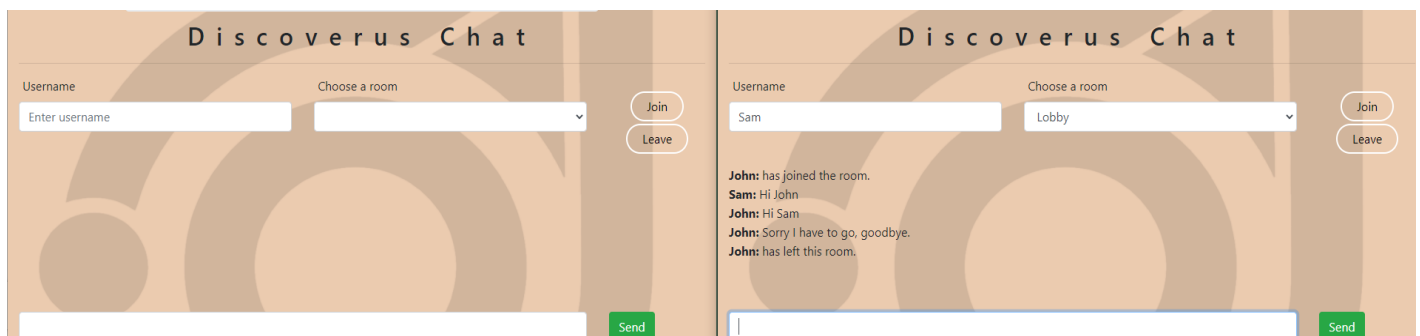 Discoverus Chat
Username
Choose a room
Enter username
Join
Leave
Send
Discoverus Chat
Username
Choose a room
Sam
Lobby
Join
Leave
John: has joined the room.
Sam: Hi John
John: Hi Sam
John: Sorry I have to go, goodbye.
John: has left this room.
Send